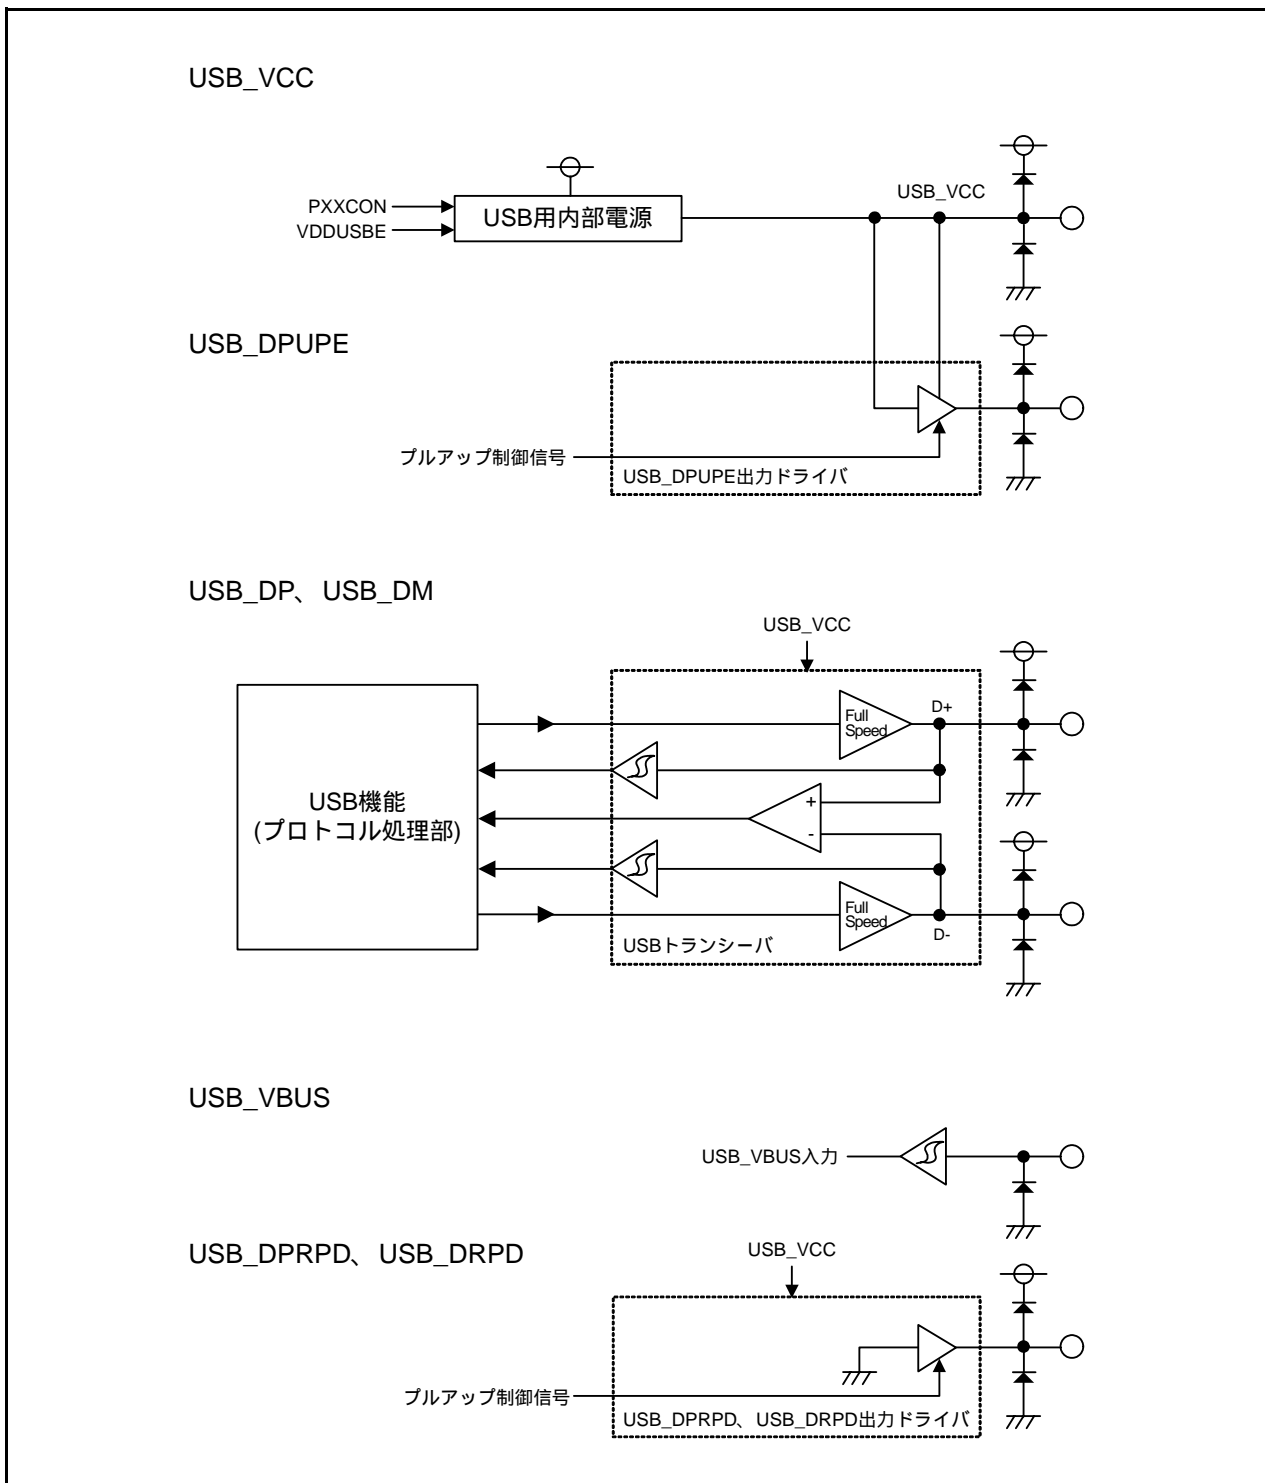 USB_VCC
USB_VCC
PXXCON
USB用内部電源
VDDUSBE
USB_DPUPE
プルアップ制御信号
USB_DPUPE出力ドライバ
USB_DP、USB_DM
USB_VCC
D+
Full
Speed
USB機能
(プロトコル処理部)
+
-
Full
Speed
D-
USBトランシーバ
USB_VBUS
USB_VBUS入力
USB_DPRPD、USB_DRPD
USB_VCC
プルアップ制御信号
USB_DPRPD、USB_DRPD出力ドライバ